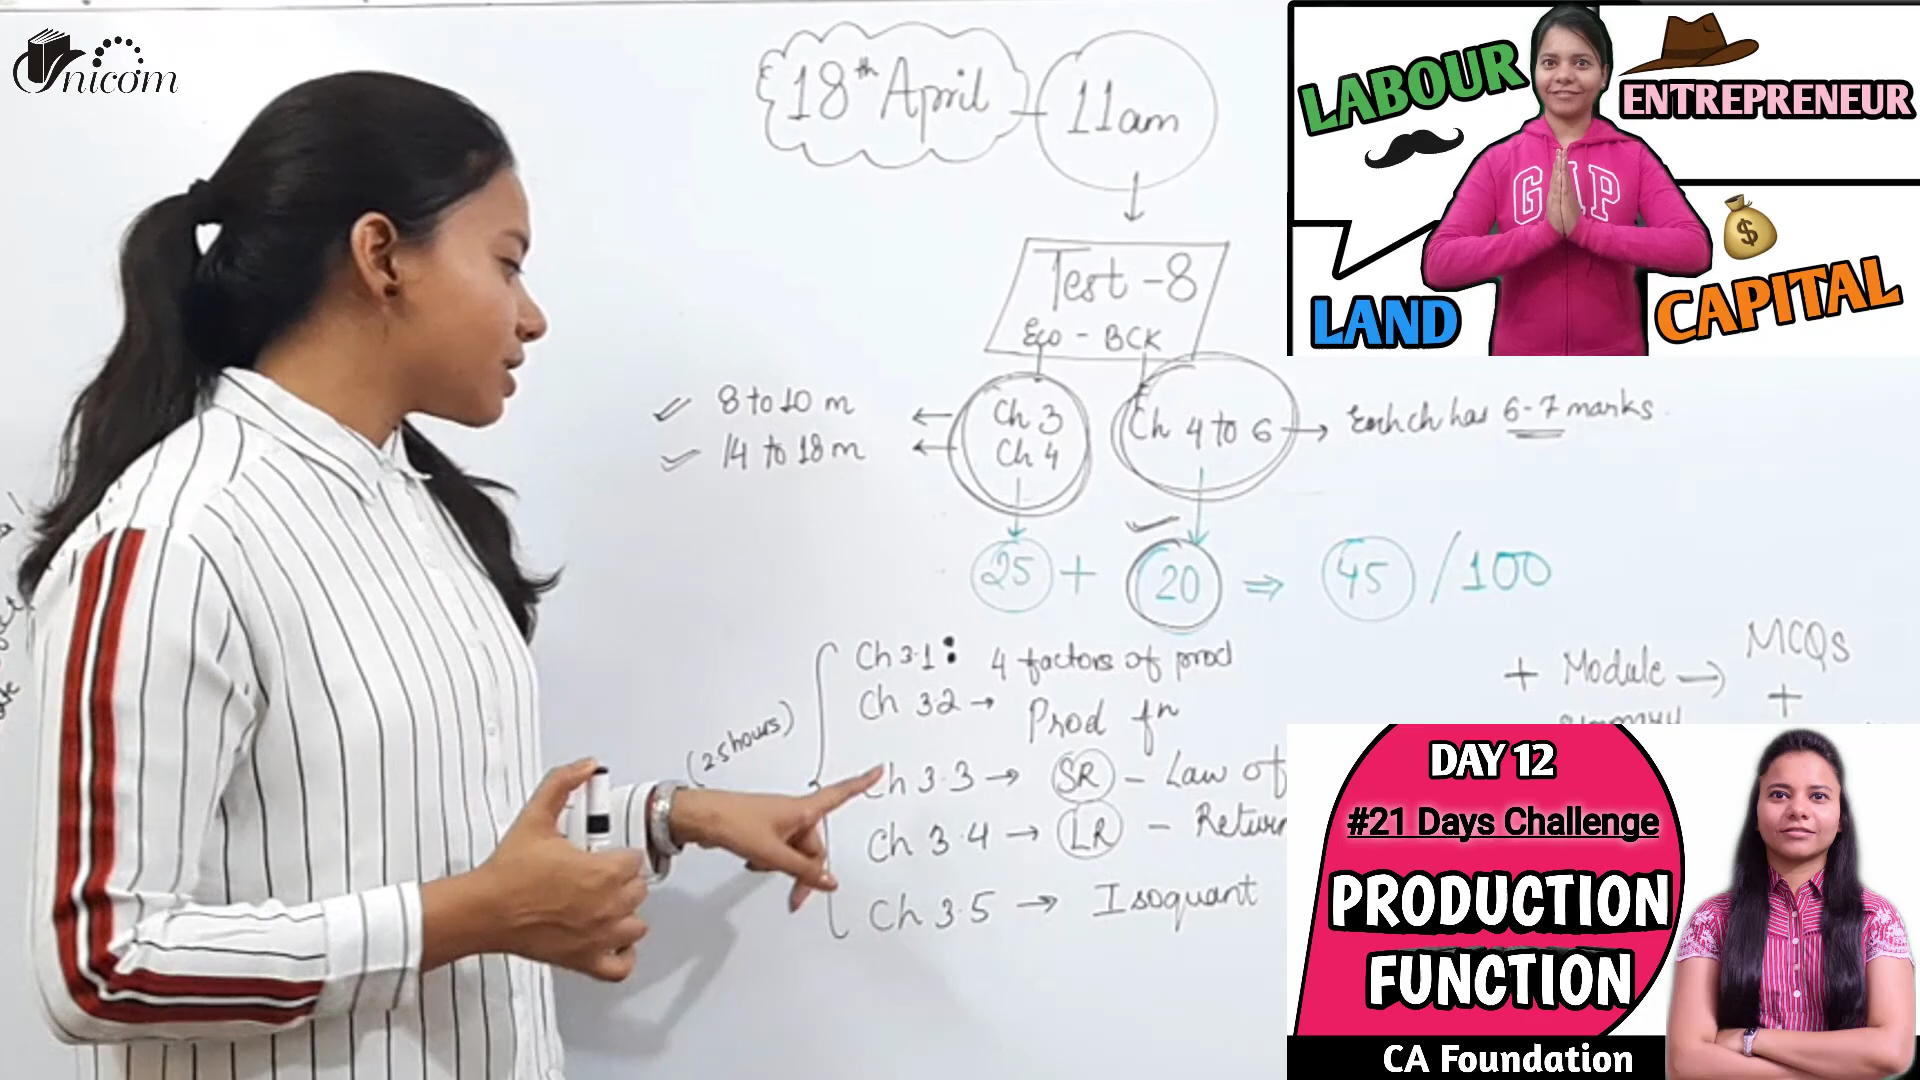 Unicom
18th April - 11am
Test - 8
Eco - BCK
8 to 10 m ← Ch 3
14 to 18 m ← Ch 4
Ch 4 to 6 → Each ch has 6-7 marks.
25 + 20 ⇒ 45 / 100
(25 hours)
Ch 3.1: 4 factors of prod
Ch 3.2 → Prod fn
Ch 3.3 → SR - Law of
Ch 3.4 → LR - Return
Ch 3.5 → Isoquant
+ Module → MCQs
+
LABOUR
ENTREPRENEUR
GAP
$
LAND
CAPITAL
DAY 12
#21 Days Challenge
PRODUCTION
FUNCTION
CA Foundation